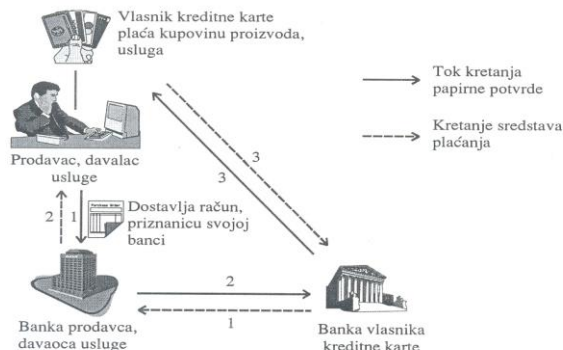 Vlasnik kreditne karte
plaća kupovinu proizvoda,
usluga
Tok kretanja
papirne potvrde
Kretanje sredstava
plaćanja
Prodavac, davalac
usluge
3
3
2
1
Dostavlja račun,
priznanicu svojoj
banci
2
1
Banka prodavca,
davaoca usluge
Banka vlasnika
kreditne karte